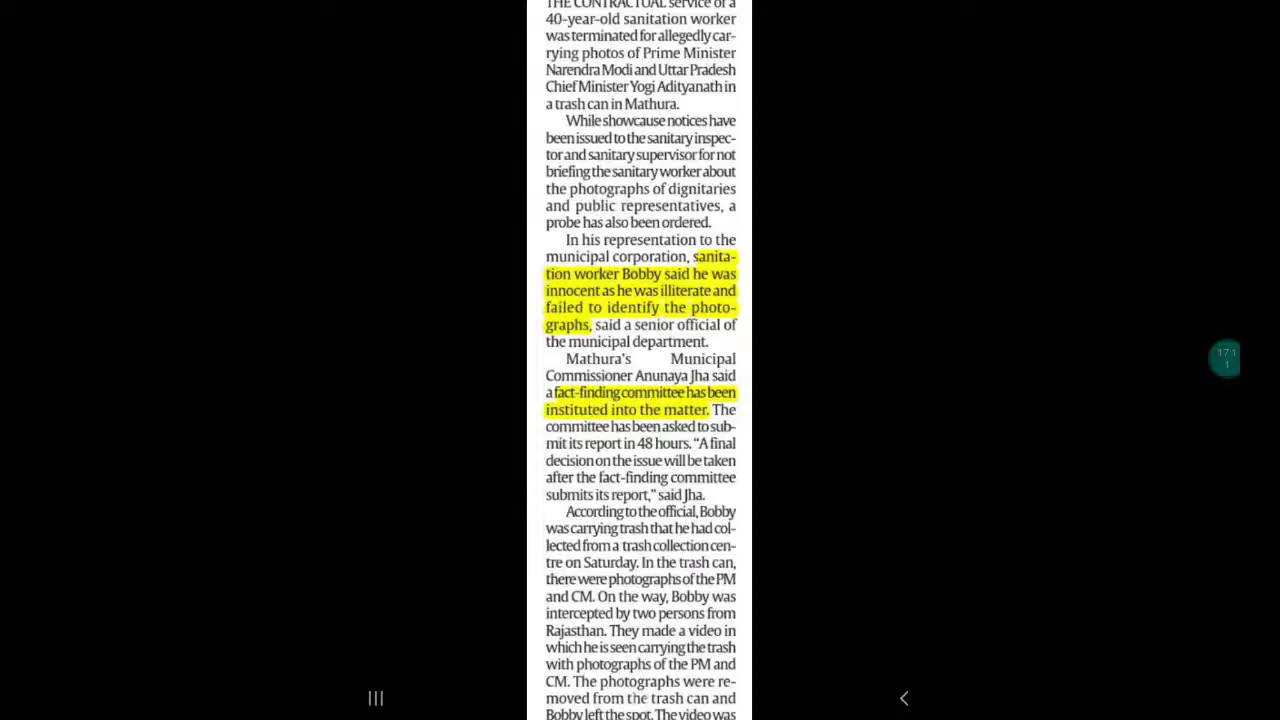 THE CONTRACTUAL service of a
40-year-old sanitation worker
was terminated for allegedly car-
rying photos of Prime Minister
Narendra Modi and Uttar Pradesh
Chief Minister Yogi Adityanath in
a trash can in Mathura.
While showcause notices have
been issued to the sanitary inspec-
tor and sanitary supervisor for not
briefing the sanitary worker about
the photographs of dignitaries
and public representatives, a
probe has also been ordered.
In his representation to the
municipal corporation, sanita-
tion worker Bobby said he was
innocent as he was illiterate and
failed to identify the photo-
graphs, said a senior official of
the municipal department.
Mathura's Municipal
Commissioner Anunaya Jha said
a fact-finding committee has been
instituted into the matter. The
committee has been asked to sub-
mit its report in 48 hours. “A final
decision on the issue will be taken
after the fact-finding committee
submits its report,” said Jha.
According to the official, Bobby
was carrying trash that he had col-
lected from a trash collection cen-
tre on Saturday. In the trash can,
there were photographs of the PM
and CM. On the way, Bobby was
intercepted by two persons from
Rajasthan. They made a video in
which he is seen carrying the trash
with photographs of the PM and
CM. The photographs were re-
moved from the trash can and
Bobby left the spot. The video was
17:1
1